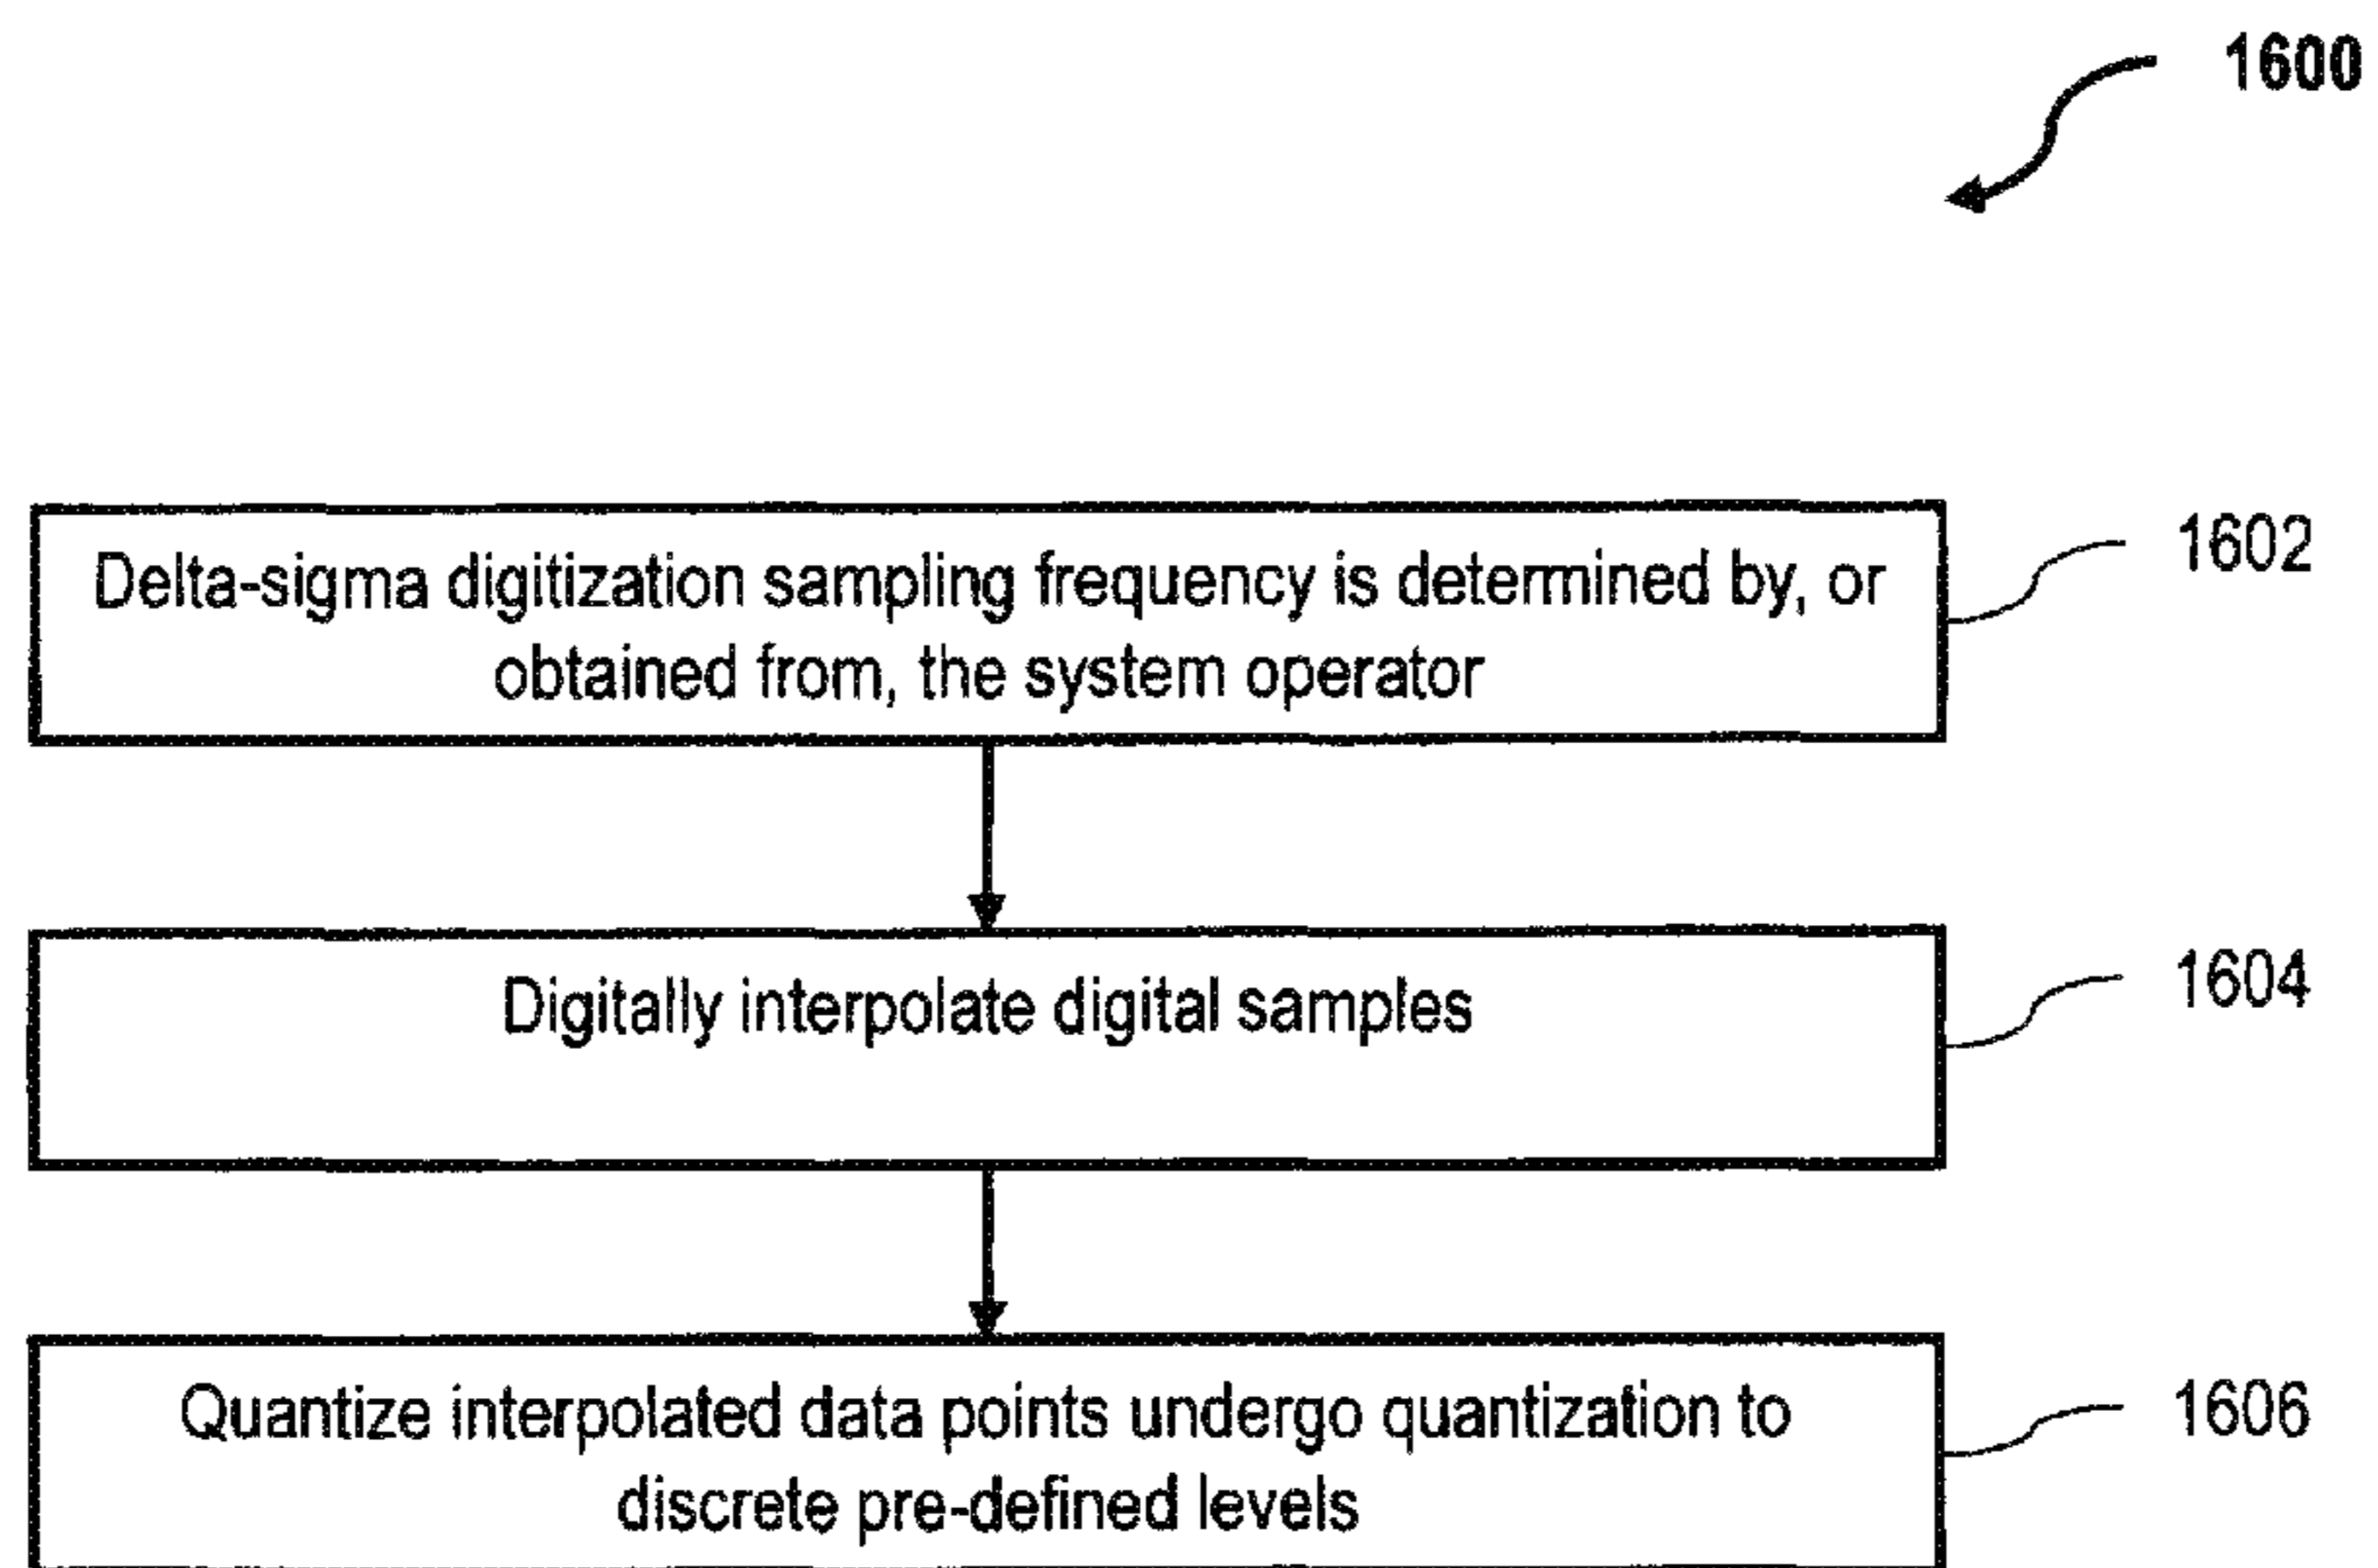 1600
Delta-sigma digitization sampling frequency is determined by, or
obtained from, the system operator
1602
Digitally interpolate digital samples
1604
Quantize interpolated data points undergo quantization to
discrete pre-defined levels
1606